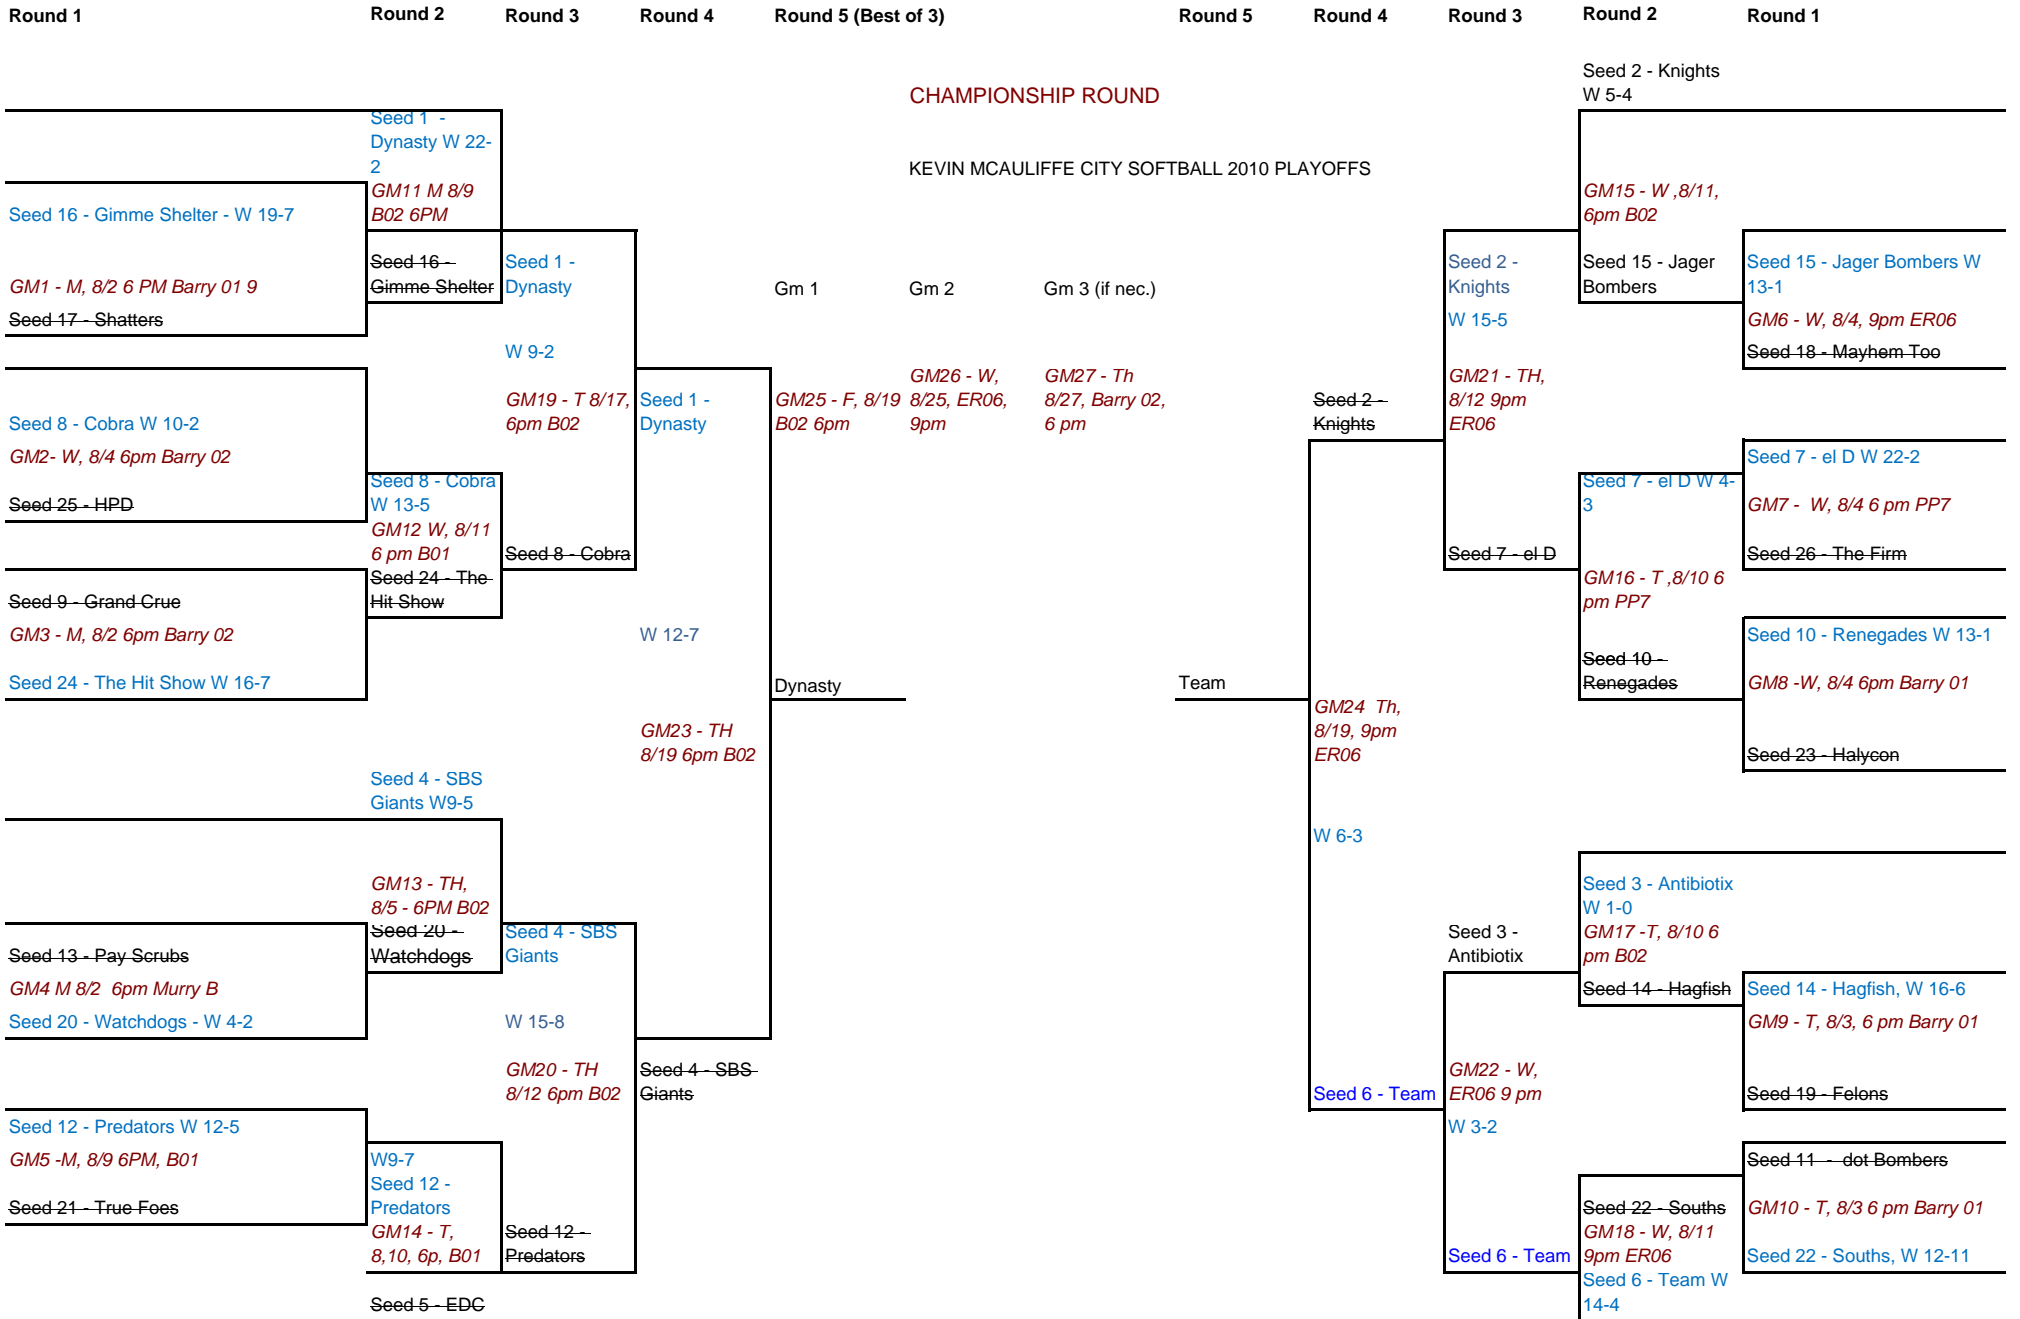 Round 1
Round 2
Round 3
Round 4
Round 5 (Best of 3)
Round 5
Round 4
Round 3
Round 2
Round 1
CHAMPIONSHIP ROUND
KEVIN MCAULIFFE CITY SOFTBALL 2010 PLAYOFFS
Seed 16 - Gimme Shelter - W 19-7
GM1 - M, 8/2 6 PM Barry 01 9
Seed 17 - Shatters
Seed 8 - Cobra W 10-2
GM2- W, 8/4 6pm Barry 02
Seed 25 - HPD
Seed 9 - Grand Crue
GM3 - M, 8/2 6pm Barry 02
Seed 24 - The Hit Show W 16-7
Seed 13 - Pay Scrubs
GM4 M 8/2 6pm Murry B
Seed 20 - Watchdogs - W 4-2
Seed 12 - Predators W 12-5
GM5 -M, 8/9 6PM, B01
Seed 21 - True Foes
Seed 1 -
Dynasty W 22-
2
GM11 M 8/9
B02 6PM
Seed 16 -
Gimme Shelter
Seed 8 - Cobra
W 13-5
GM12 W, 8/11
6 pm B01
Seed 24 - The
Hit Show
Seed 4 - SBS
Giants W9-5
GM13 - TH,
8/5 - 6PM B02
Seed 20 -
Watchdogs
W9-7
Seed 12 -
Predators
GM14 - T,
8,10, 6p, B01
Seed 5 - EDC
Seed 1 -
Dynasty
W 9-2
GM19 - T 8/17,
6pm B02
Seed 8 - Cobra
Seed 4 - SBS
Giants
W 15-8
GM20 - TH
8/12 6pm B02
Seed 12 -
Predators
Seed 1 -
Dynasty
W 12-7
GM23 - TH
8/19 6pm B02
Seed 4 - SBS
Giants
Gm 1
Gm 2
Gm 3 (if nec.)
GM25 - F, 8/19
B02 6pm
GM26 - W,
8/25, ER06,
9pm
GM27 - Th
8/27, Barry 02,
6 pm
Dynasty
Team
Seed 2 -
Knights
GM24 Th,
8/19, 9pm
ER06
W 6-3
Seed 6 - Team
Seed 2 -
Knights
W 15-5
GM21 - TH,
8/12 9pm
ER06
Seed 7 - el D
Seed 3 -
Antibiotix
GM22 - W,
ER06 9 pm
W 3-2
Seed 6 - Team
Seed 2 - Knights
W 5-4
GM15 - W ,8/11,
6pm B02
Seed 15 - Jager
Bombers
Seed 7 - el D W 4-
3
GM16 - T ,8/10 6
pm PP7
Seed 10 -
Renegades
Seed 3 - Antibiotix
W 1-0
GM17 -T, 8/10 6
pm B02
Seed 14 - Hagfish
Seed 22 - Souths
GM18 - W, 8/11
9pm ER06
Seed 6 - Team W
14-4
Seed 15 - Jager Bombers W
13-1
GM6 - W, 8/4, 9pm ER06
Seed 18 - Mayhem Too
Seed 7 - el D W 22-2
GM7 - W, 8/4 6 pm PP7
Seed 26 - The Firm
Seed 10 - Renegades W 13-1
GM8 -W, 8/4 6pm Barry 01
Seed 23 - Halycon
Seed 14 - Hagfish, W 16-6
GM9 - T, 8/3, 6 pm Barry 01
Seed 19 - Felons
Seed 11 - dot Bombers
GM10 - T, 8/3 6 pm Barry 01
Seed 22 - Souths, W 12-11